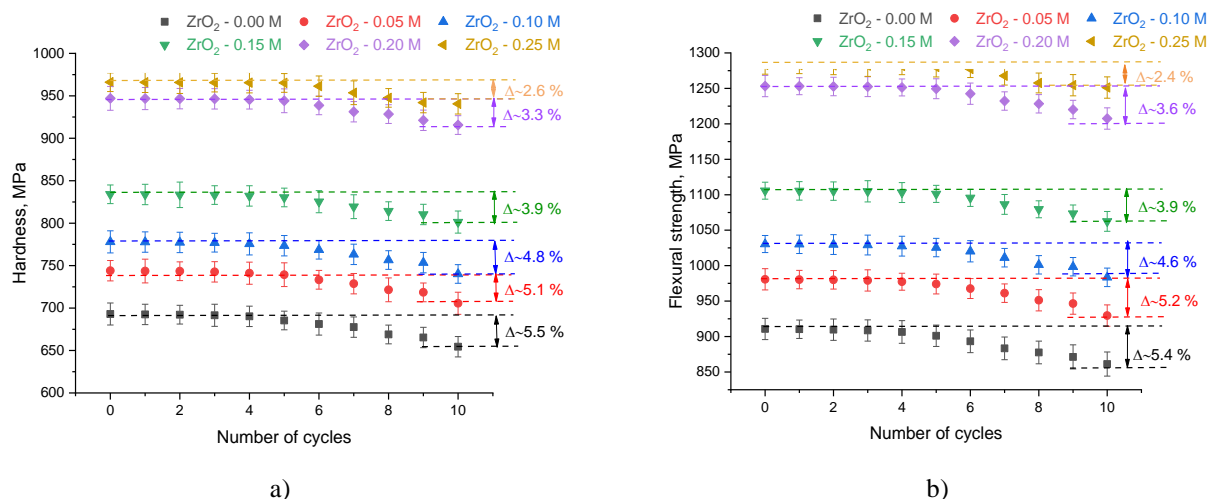 ZrO2 - 0.00 M ZrO2 - 0.05 M ZrO2 - 0.10 M
ZrO2 - 0.15 M ZrO2 - 0.20 M ZrO2 - 0.25 M
Hardness, MPa
1000
950
900
850
800
750
700
650
600
Δ~2.6 %
Δ~3.3 %
Δ~3.9 %
Δ~4.8 %
Δ~5.1 %
Δ~5.5 %
0 2 4 6 8 10
Number of cycles
a)
ZrO2 - 0.00 M ZrO2 - 0.05 M ZrO2 - 0.10 M
ZrO2 - 0.15 M ZrO2 - 0.20 M ZrO2 - 0.25 M
Flexural strength, MPa
1300
1250
1200
1150
1100
1050
1000
950
900
850
Δ~2.4 %
Δ~3.6 %
Δ~3.9 %
Δ~4.6 %
Δ~5.2 %
Δ~5.4 %
0 2 4 6 8 10
Number of cycles
b)